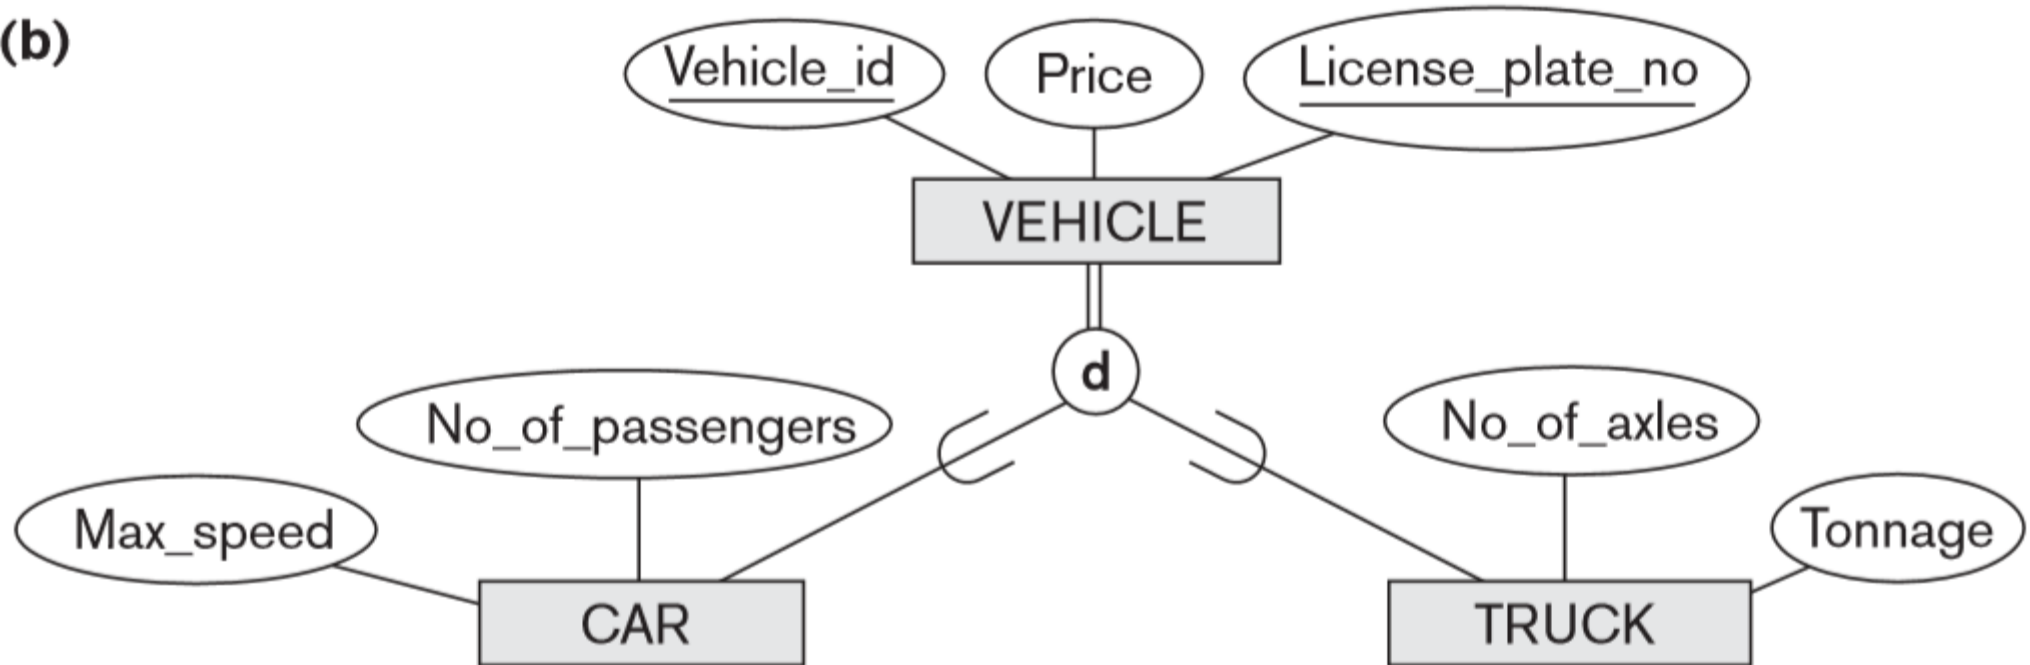 (b)
Vehicle_id
Price
License_plate_no
VEHICLE
d
No_of_passengers
No_of_axles
Max_speed
Tonnage
CAR
TRUCK